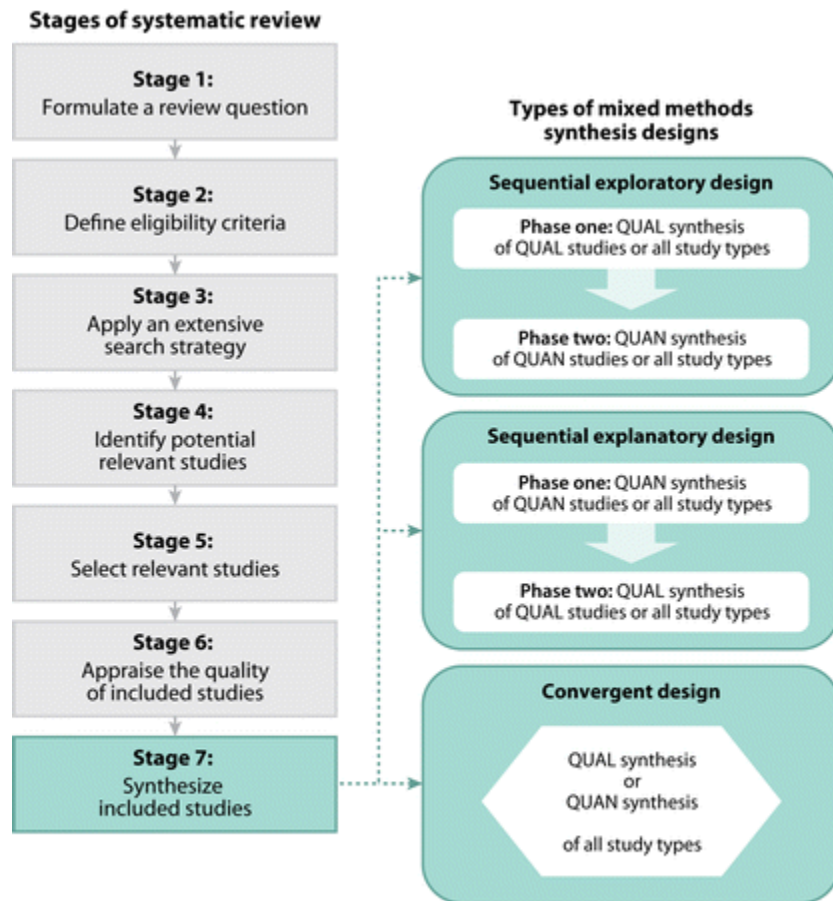 Stages of systematic review
Stage 1:
Formulate a review question
Stage 2:
Define eligibility criteria
Stage 3:
Apply an extensive
search strategy
Stage 4:
Identify potential
relevant studies
Stage 5:
Select relevant studies
Stage 6:
Appraise the quality
of included studies
Stage 7:
Synthesize
included studies
Types of mixed methods
synthesis designs
Sequential exploratory design
Phase one: QUAL synthesis
of QUAL studies or all study types
Phase two: QUAN synthesis
of QUAN studies or all study types
Sequential explanatory design
Phase one: QUAN synthesis
of QUAN studies or all study types
Phase two: QUAL synthesis
of QUAL studies or all study types
Convergent design
QUAL synthesis
or
QUAN synthesis
of all study types